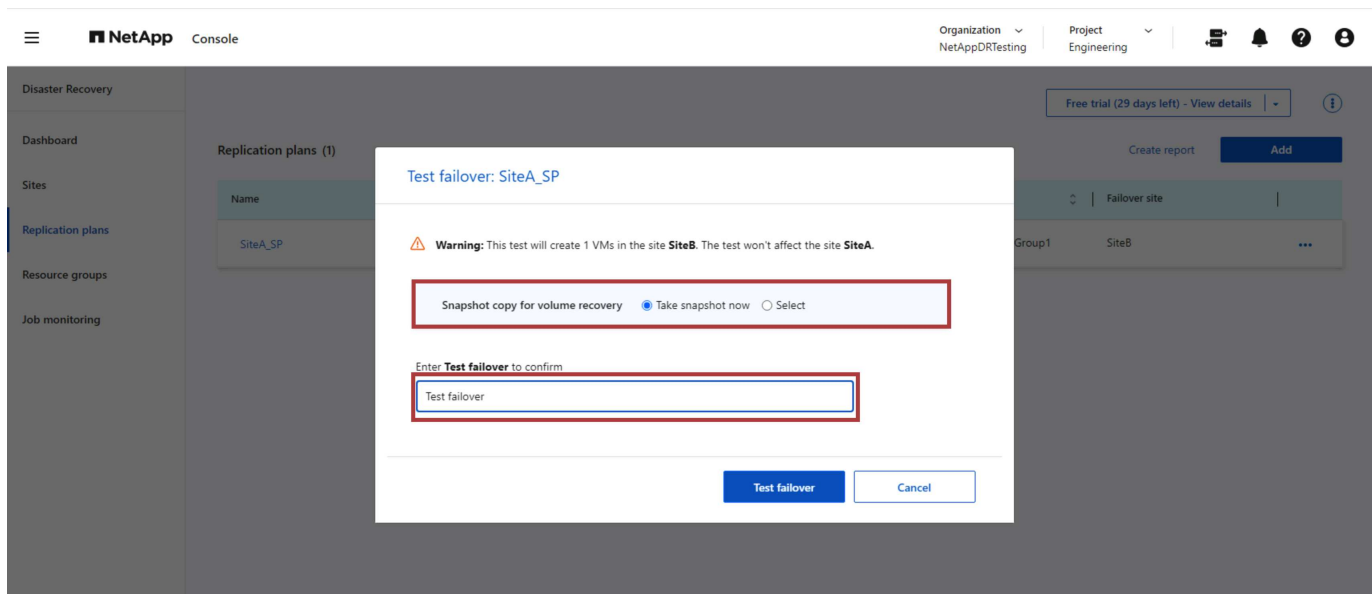 NetApp Console
Organization
NetAppDRTesting
Project
Engineering
Disaster Recovery
Free trial (29 days left) - View details
Dashboard
Sites
Replication plans
Resource groups
Job monitoring
Replication plans (1)
Create report
Add
Name
Failover site
SiteA_SP
Group1
SiteB
Test failover: SiteA_SP
Warning: This test will create 1 VMs in the site SiteB. The test won't affect the site SiteA.
Snapshot copy for volume recovery
Take snapshot now
Select
Enter Test failover to confirm
Test failover
Test failover
Cancel